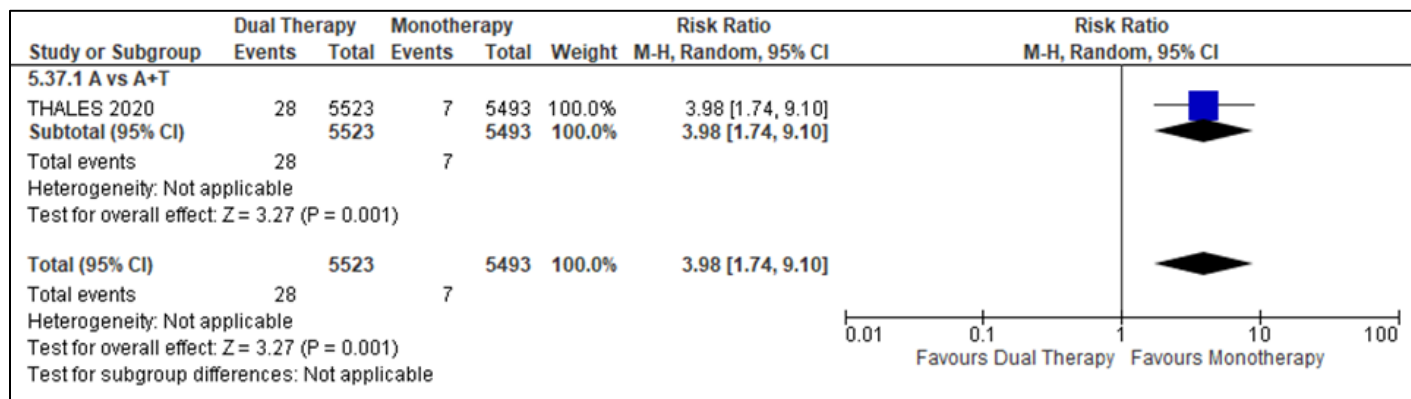 Dual Therapy Monotherapy Risk Ratio Risk Ratio
Study or Subgroup Events Total Events Total Weight M-H, Random, 95% CI M-H, Random, 95% CI
5.37.1 A vs A+T
THALES 2020 28 5523 7 5493 100.0% 3.98 [1.74, 9.10]
Subtotal (95% CI) 5523 5493 100.0% 3.98 [1.74, 9.10]
Total events 28 7
Heterogeneity: Not applicable
Test for overall effect: Z = 3.27 (P = 0.001)
Total (95% CI) 5523 5493 100.0% 3.98 [1.74, 9.10]
Total events 28 7
Heterogeneity: Not applicable
Test for overall effect: Z = 3.27 (P = 0.001)
Test for subgroup differences: Not applicable
0.01 0.1 1 10 100
Favours Dual Therapy Favours Monotherapy